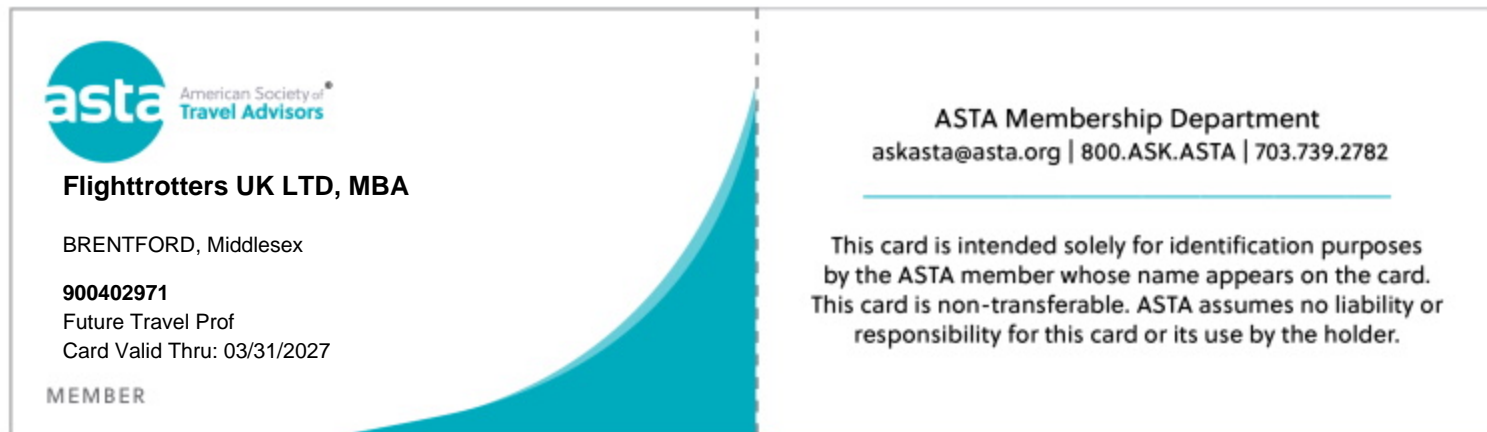 asta American Society of®
Travel Advisors
Flighttrotters UK LTD, MBA
BRENTFORD, Middlesex
900402971
Future Travel Prof
Card Valid Thru: 03/31/2027
MEMBER
ASTA Membership Department
askasta@asta.org | 800.ASK.ASTA | 703.739.2782
This card is intended solely for identification purposes
by the ASTA member whose name appears on the card.
This card is non-transferable. ASTA assumes no liability or
responsibility for this card or its use by the holder.